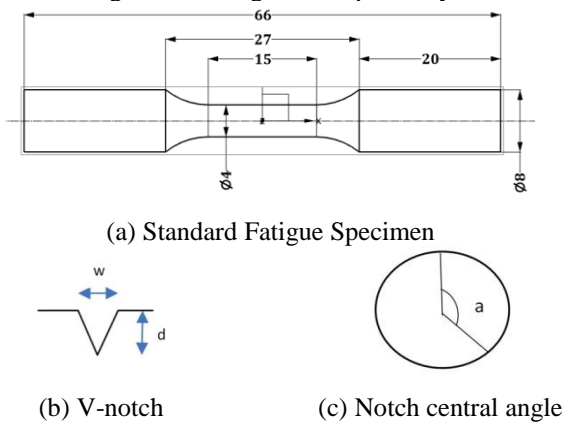 66
27
15
20
z
x
Ø4
Ø8
(a) Standard Fatigue Specimen
w
d
a
(b) V-notch
(c) Notch central angle